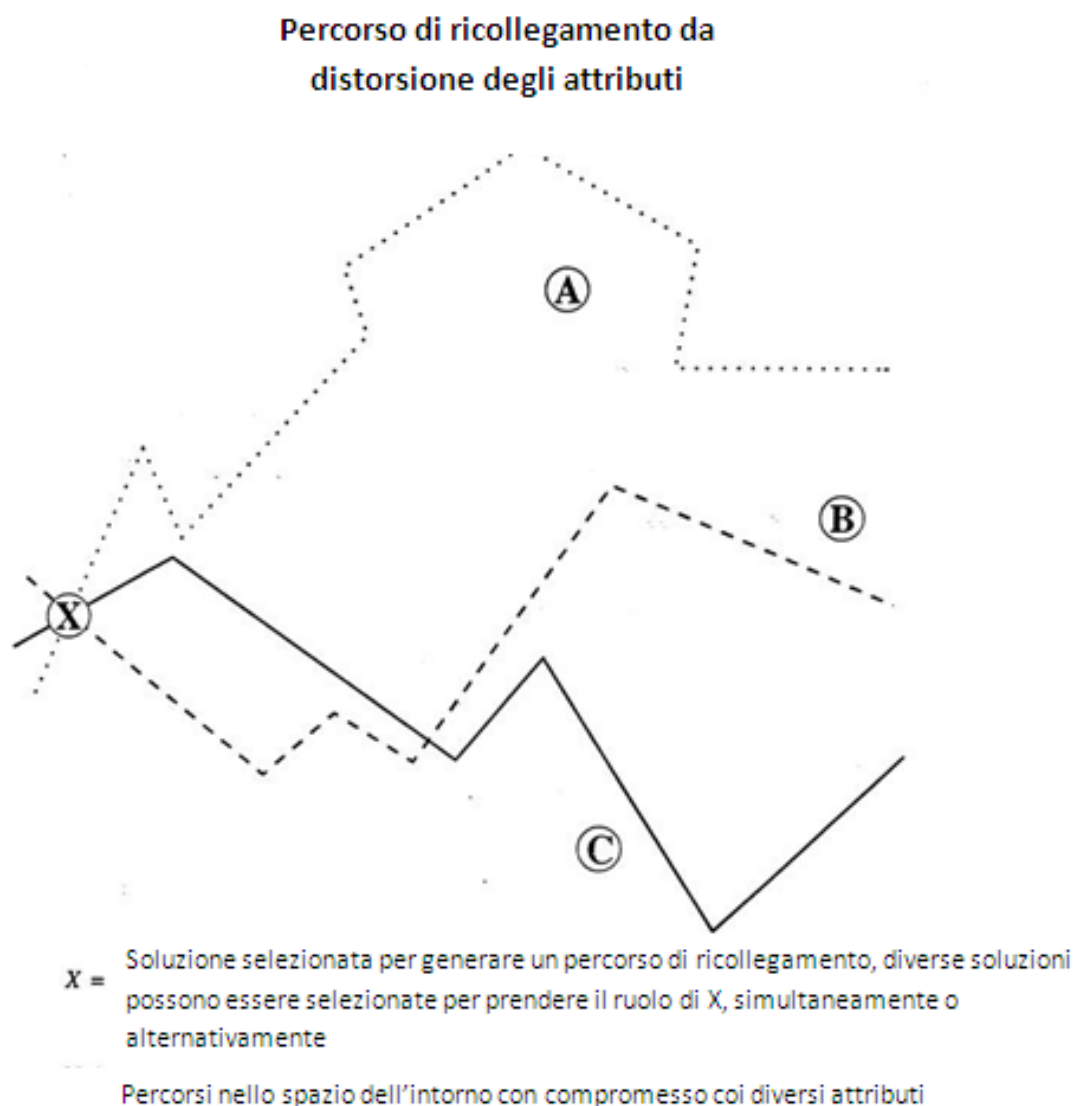 Percorso di ricollegamento da
distorsione degli attributi
A
B
X
C
X = Soluzione selezionata per generare un percorso di ricollegamento, diverse soluzioni
possono essere selezionate per prendere il ruolo di X, simultaneamente o
alternativamente
Percorsi nello spazio dell'intorno con compromesso coi diversi attributi